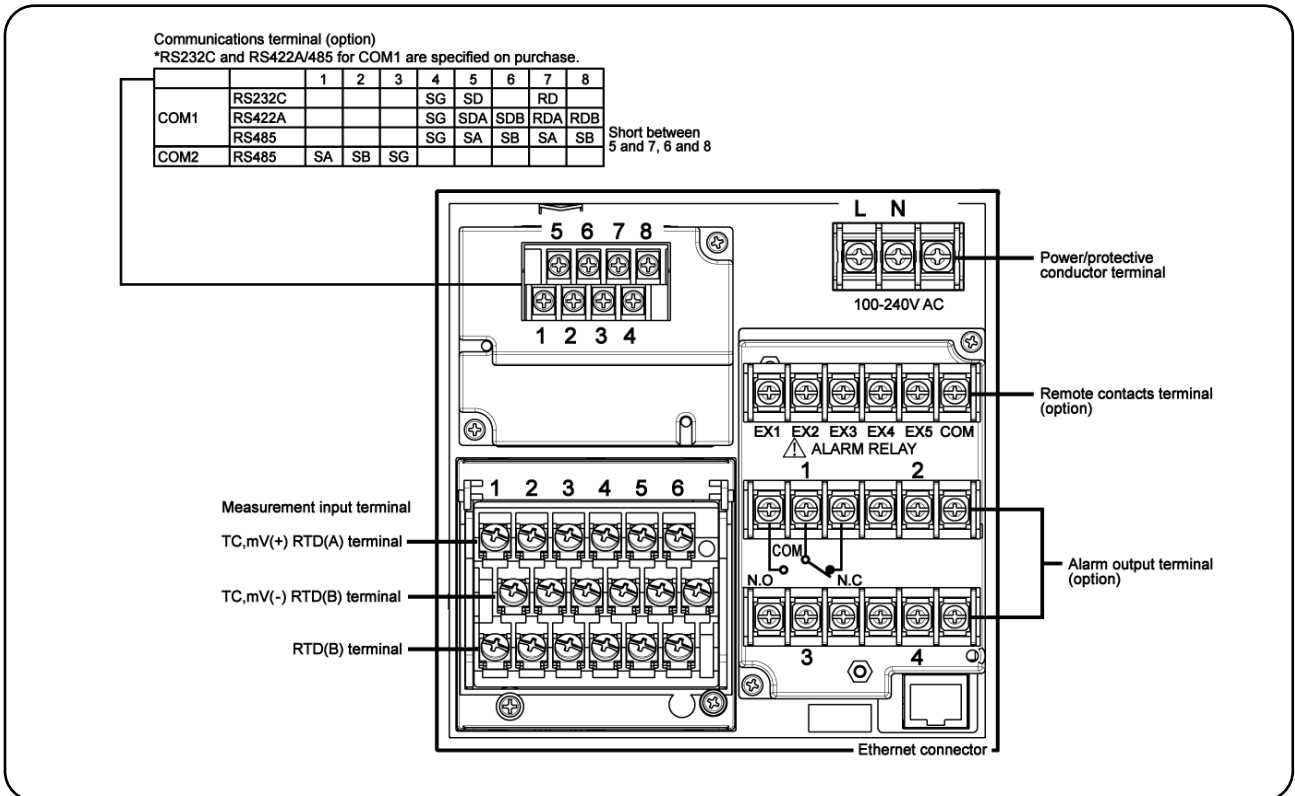 Communications terminal (option)
*RS232C and RS422A/485 for COM1 are specified on purchase.
1 2 3 4 5 6 7 8
RS232C SG SD RD
COM1 RS422A SG SDA SDB RDA RDB
RS485 SG SA SB SA SB
Short between
5 and 7, 6 and 8
COM2 RS485 SA SB SG
L N
5 6 7 8
Power/protective
conductor terminal
100-240V AC
1 2 3 4
Remote contacts terminal
(option)
EX1 EX2 EX3 EX4 EX5 COM
ALARM RELAY
1 2
1 2 3 4 5 6
Measurement input terminal
TC,mV(+) RTD(A) terminal
COM
Alarm output terminal
(option)
N.O N.C
TC,mV(-) RTD(B) terminal
RTD(B) terminal
3 4
Ethernet connector